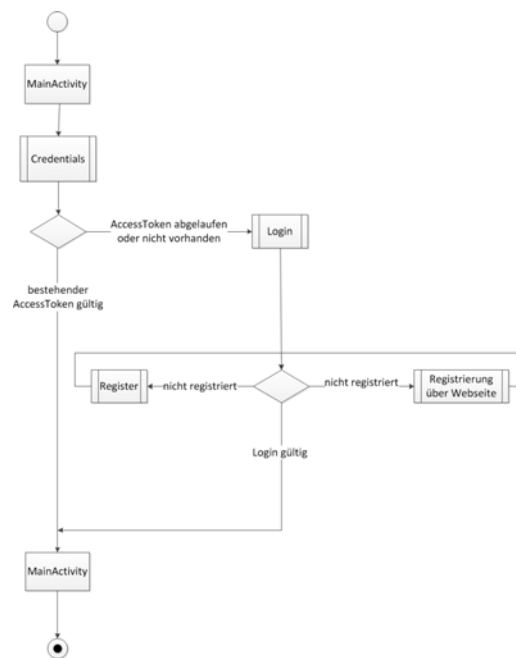 MainActivity
Credentials
AccessToken abgelaufen
oder nicht vorhanden
Login
bestehender
AccessToken gültig
Register
nicht registriert
nicht registriert
Registrierung
über Webseite
Login gültig
MainActivity